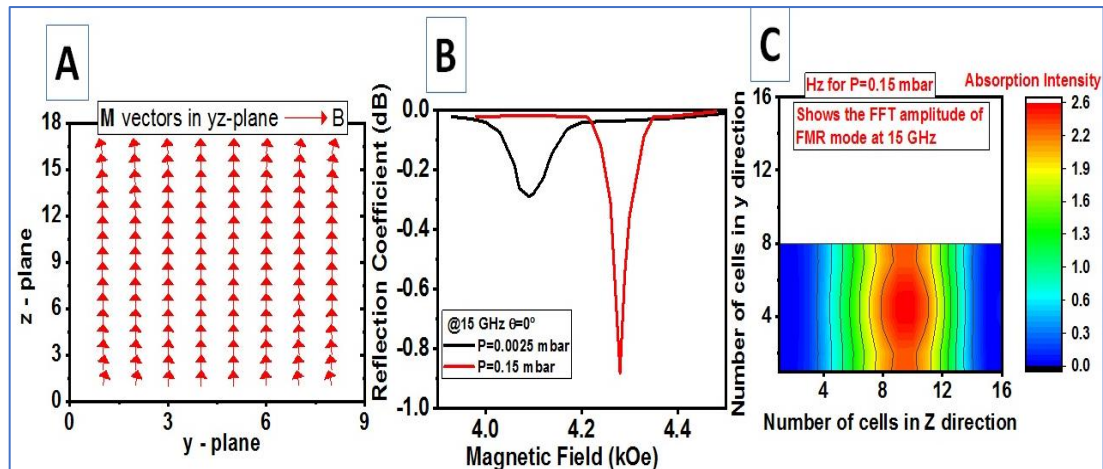 A
M vectors in yz-plane B
18
15
12
9
6
3
0
0 3 6 9
z - plane
y - plane
B
Reflection Coefficient (dB)
0.0
-0.2
-0.4
-0.6
-0.8
-1.0
@15 GHz θ=0º
P=0.0025 mbar
P=0.15 mbar
4.0 4.2 4.4
Magnetic Field (kOe)
C
Hz for P=0.15 mbar
Shows the FFT amplitude of
FMR mode at 15 GHz
Number of cells in y direction
16
12
8
4
4 8 12 16
Number of cells in Z direction
Absorption Intensity
2.6
2.2
1.8
1.5
1.3
1.0
0.6
0.3
0.0